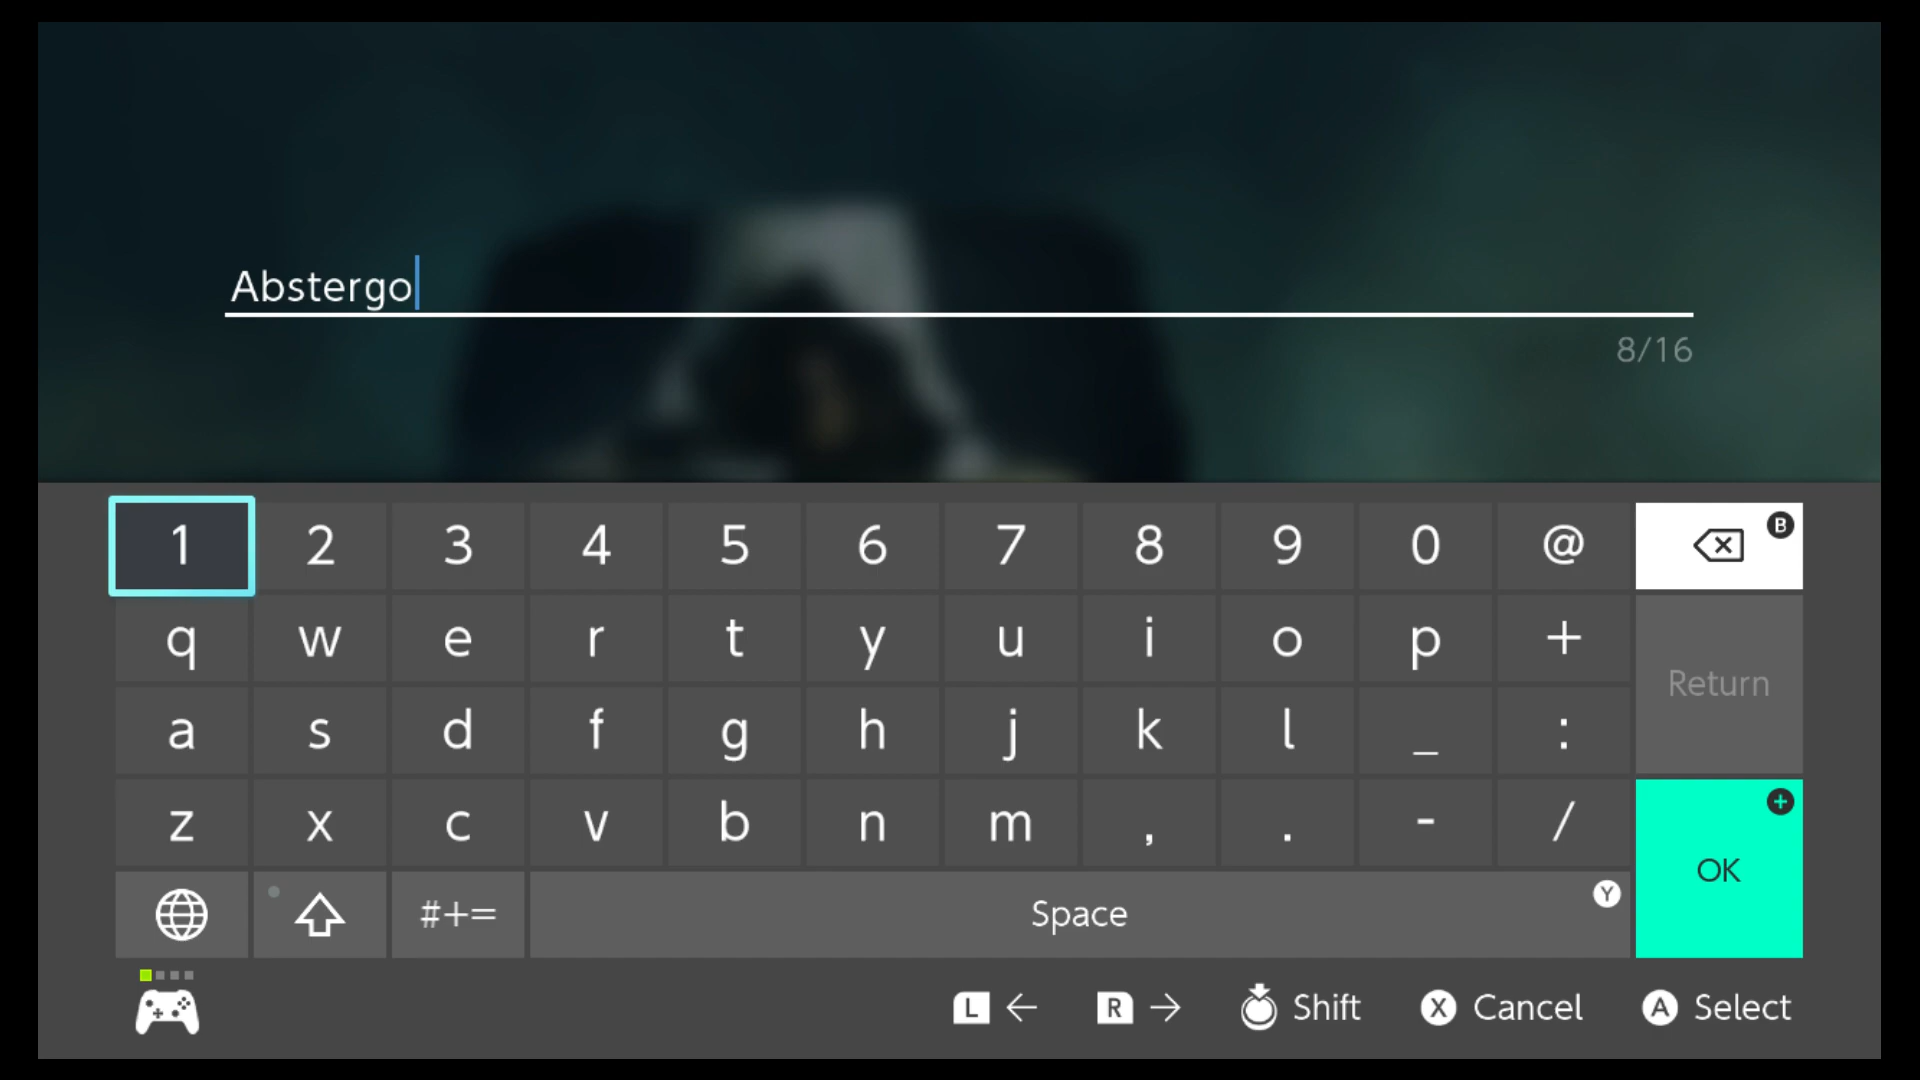 Abstergo
8/16
1 2 3 4 5 6 7 8 9 0 @ B
q w e r t y u i o p +
Return
a s d f g h j k l _ :
z x c v b n m , . - / +
OK
#+= Space Y
L ← R → Shift X Cancel A Select